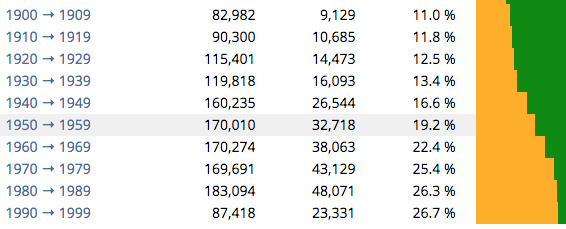 1900 → 1909 82,982 9,129 11.0 %
1910 → 1919 90,300 10,685 11.8 %
1920 → 1929 115,401 14,473 12.5 %
1930 → 1939 119,818 16,093 13.4 %
1940 → 1949 160,235 26,544 16.6 %
1950 → 1959 170,010 32,718 19.2 %
1960 → 1969 170,274 38,063 22.4 %
1970 → 1979 169,691 43,129 25.4 %
1980 → 1989 183,094 48,071 26.3 %
1990 → 1999 87,418 23,331 26.7 %